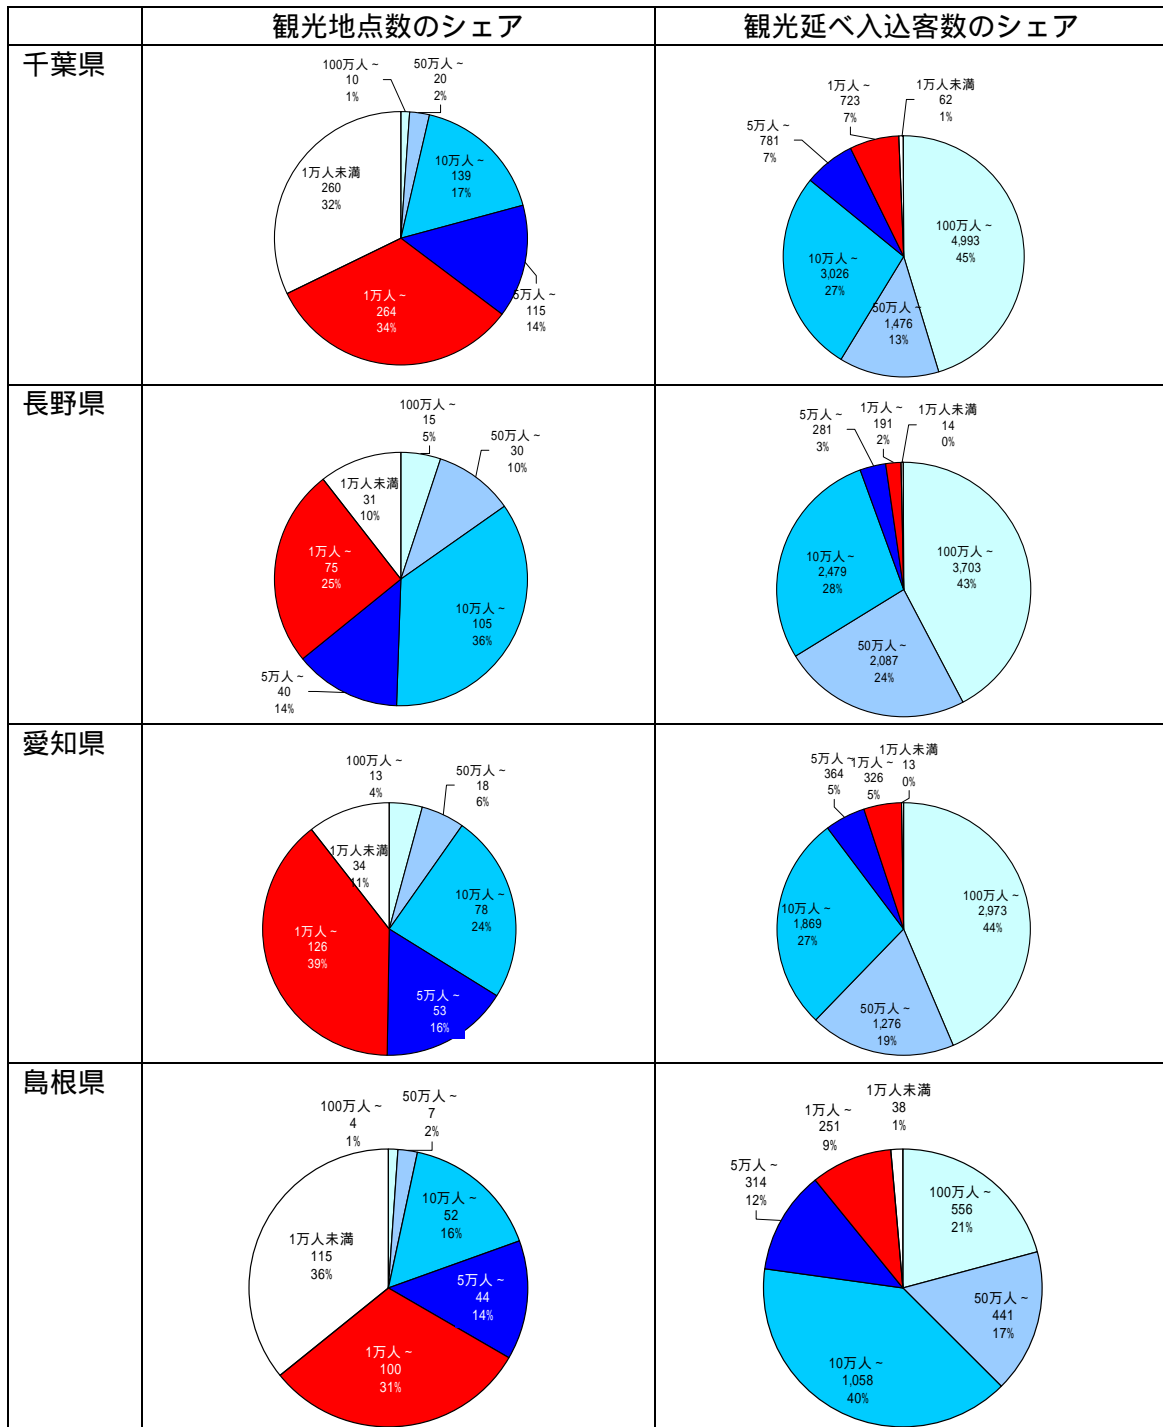 観光地点数のシェア
観光延べ入込客数のシェア
千葉県
100万人～
10
1%
50万人～
20
2%
10万人～
139
17%
5万人～
115
14%
1万人～
264
34%
1万人未満
260
32%
100万人～
4,993
45%
50万人～
1,476
13%
10万人～
3,026
27%
5万人～
781
7%
1万人～
723
7%
1万人未満
62
1%
長野県
100万人～
15
5%
50万人～
30
10%
10万人～
105
36%
5万人～
40
14%
1万人～
75
25%
1万人未満
31
10%
100万人～
3,703
43%
50万人～
2,087
24%
10万人～
2,479
28%
5万人～
281
3%
1万人～
191
2%
1万人未満
14
0%
愛知県
100万人～
13
4%
50万人～
18
6%
10万人～
78
24%
5万人～
53
16%
1万人～
126
39%
1万人未満
34
11%
100万人～
2,973
44%
50万人～
1,276
19%
10万人～
1,869
27%
5万人～
364
5%
1万人～
326
5%
1万人未満
13
0%
島根県
100万人～
4
1%
50万人～
7
2%
10万人～
52
16%
5万人～
44
14%
1万人～
100
31%
1万人未満
115
36%
100万人～
556
21%
50万人～
441
17%
10万人～
1,058
40%
5万人～
314
12%
1万人～
251
9%
1万人未満
38
1%